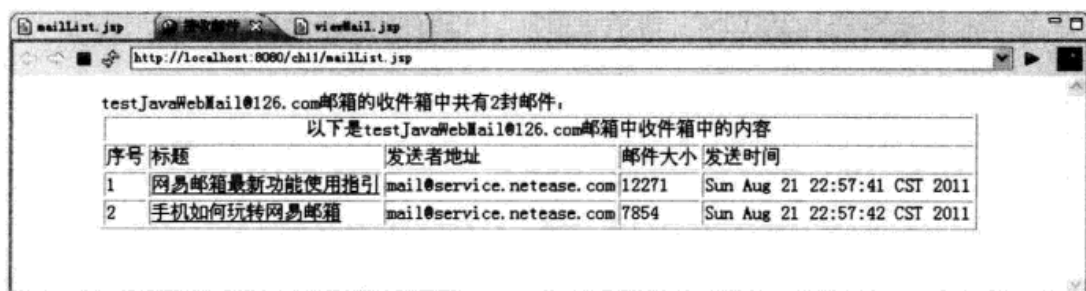 mailList.jsp 接收邮件 viewMail.jsp
http://localhost:8080/ch11/mailList.jsp
testJavaWebMail@126.com邮箱的收件箱中共有2封邮件:
以下是testJavaWebMail@126.com邮箱中收件箱中的内容
序号 标题 发送者地址 邮件大小 发送时间
1 网易邮箱最新功能使用指引 mail@service.netease.com 12271 Sun Aug 21 22:57:41 CST 2011
2 手机如何玩转网易邮箱 mail@service.netease.com 7854 Sun Aug 21 22:57:42 CST 2011